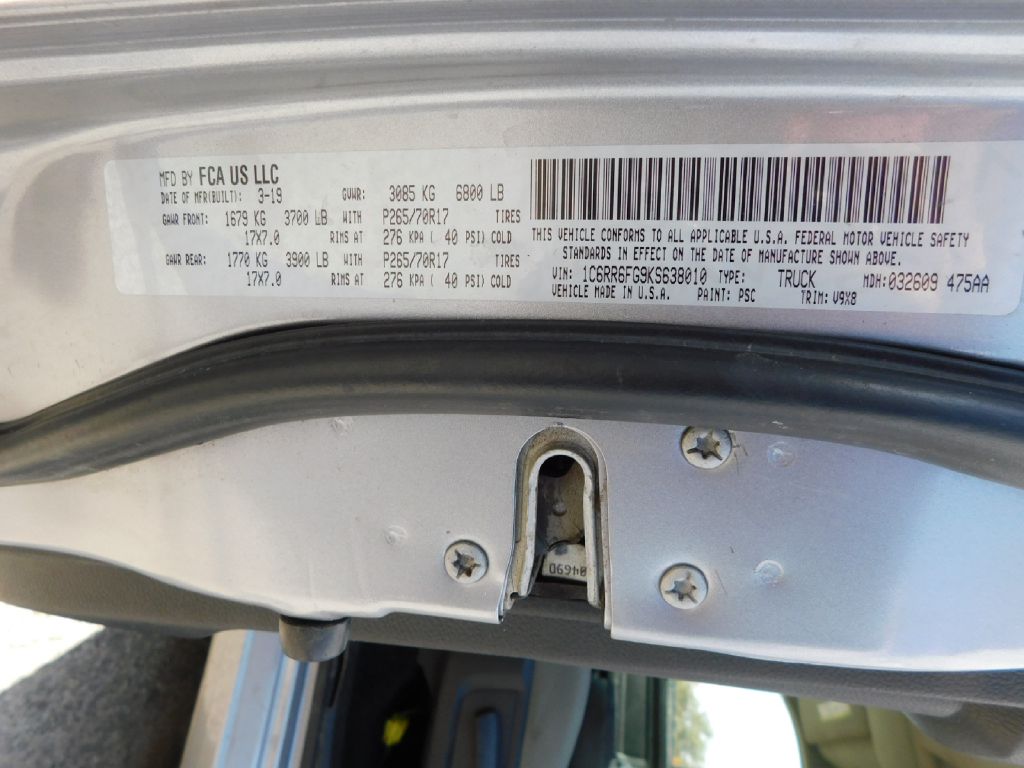 MFD BY FCA US LLC
DATE OF MFR(BUILT): 3-19 GVWR: 3085 KG 6800 LB
GAWR FRONT: 1679 KG 3700 LB WITH P265/70R17 TIRES
17X7.0 RIMS AT 276 KPA ( 40 PSI) COLD
GAWR REAR: 1770 KG 3900 LB WITH P265/70R17 TIRES
17X7.0 RIMS AT 276 KPA ( 40 PSI) COLD
THIS VEHICLE CONFORMS TO ALL APPLICABLE U.S.A. FEDERAL MOTOR VEHICLE SAFETY
STANDARDS IN EFFECT ON THE DATE OF MANUFACTURE SHOWN ABOVE.
VIN: 1C6RR6FG9KS638010 TYPE: TRUCK MDH:032609 475AA
VEHICLE MADE IN U.S.A. PAINT: PSC TRIM: V9X8
0469D